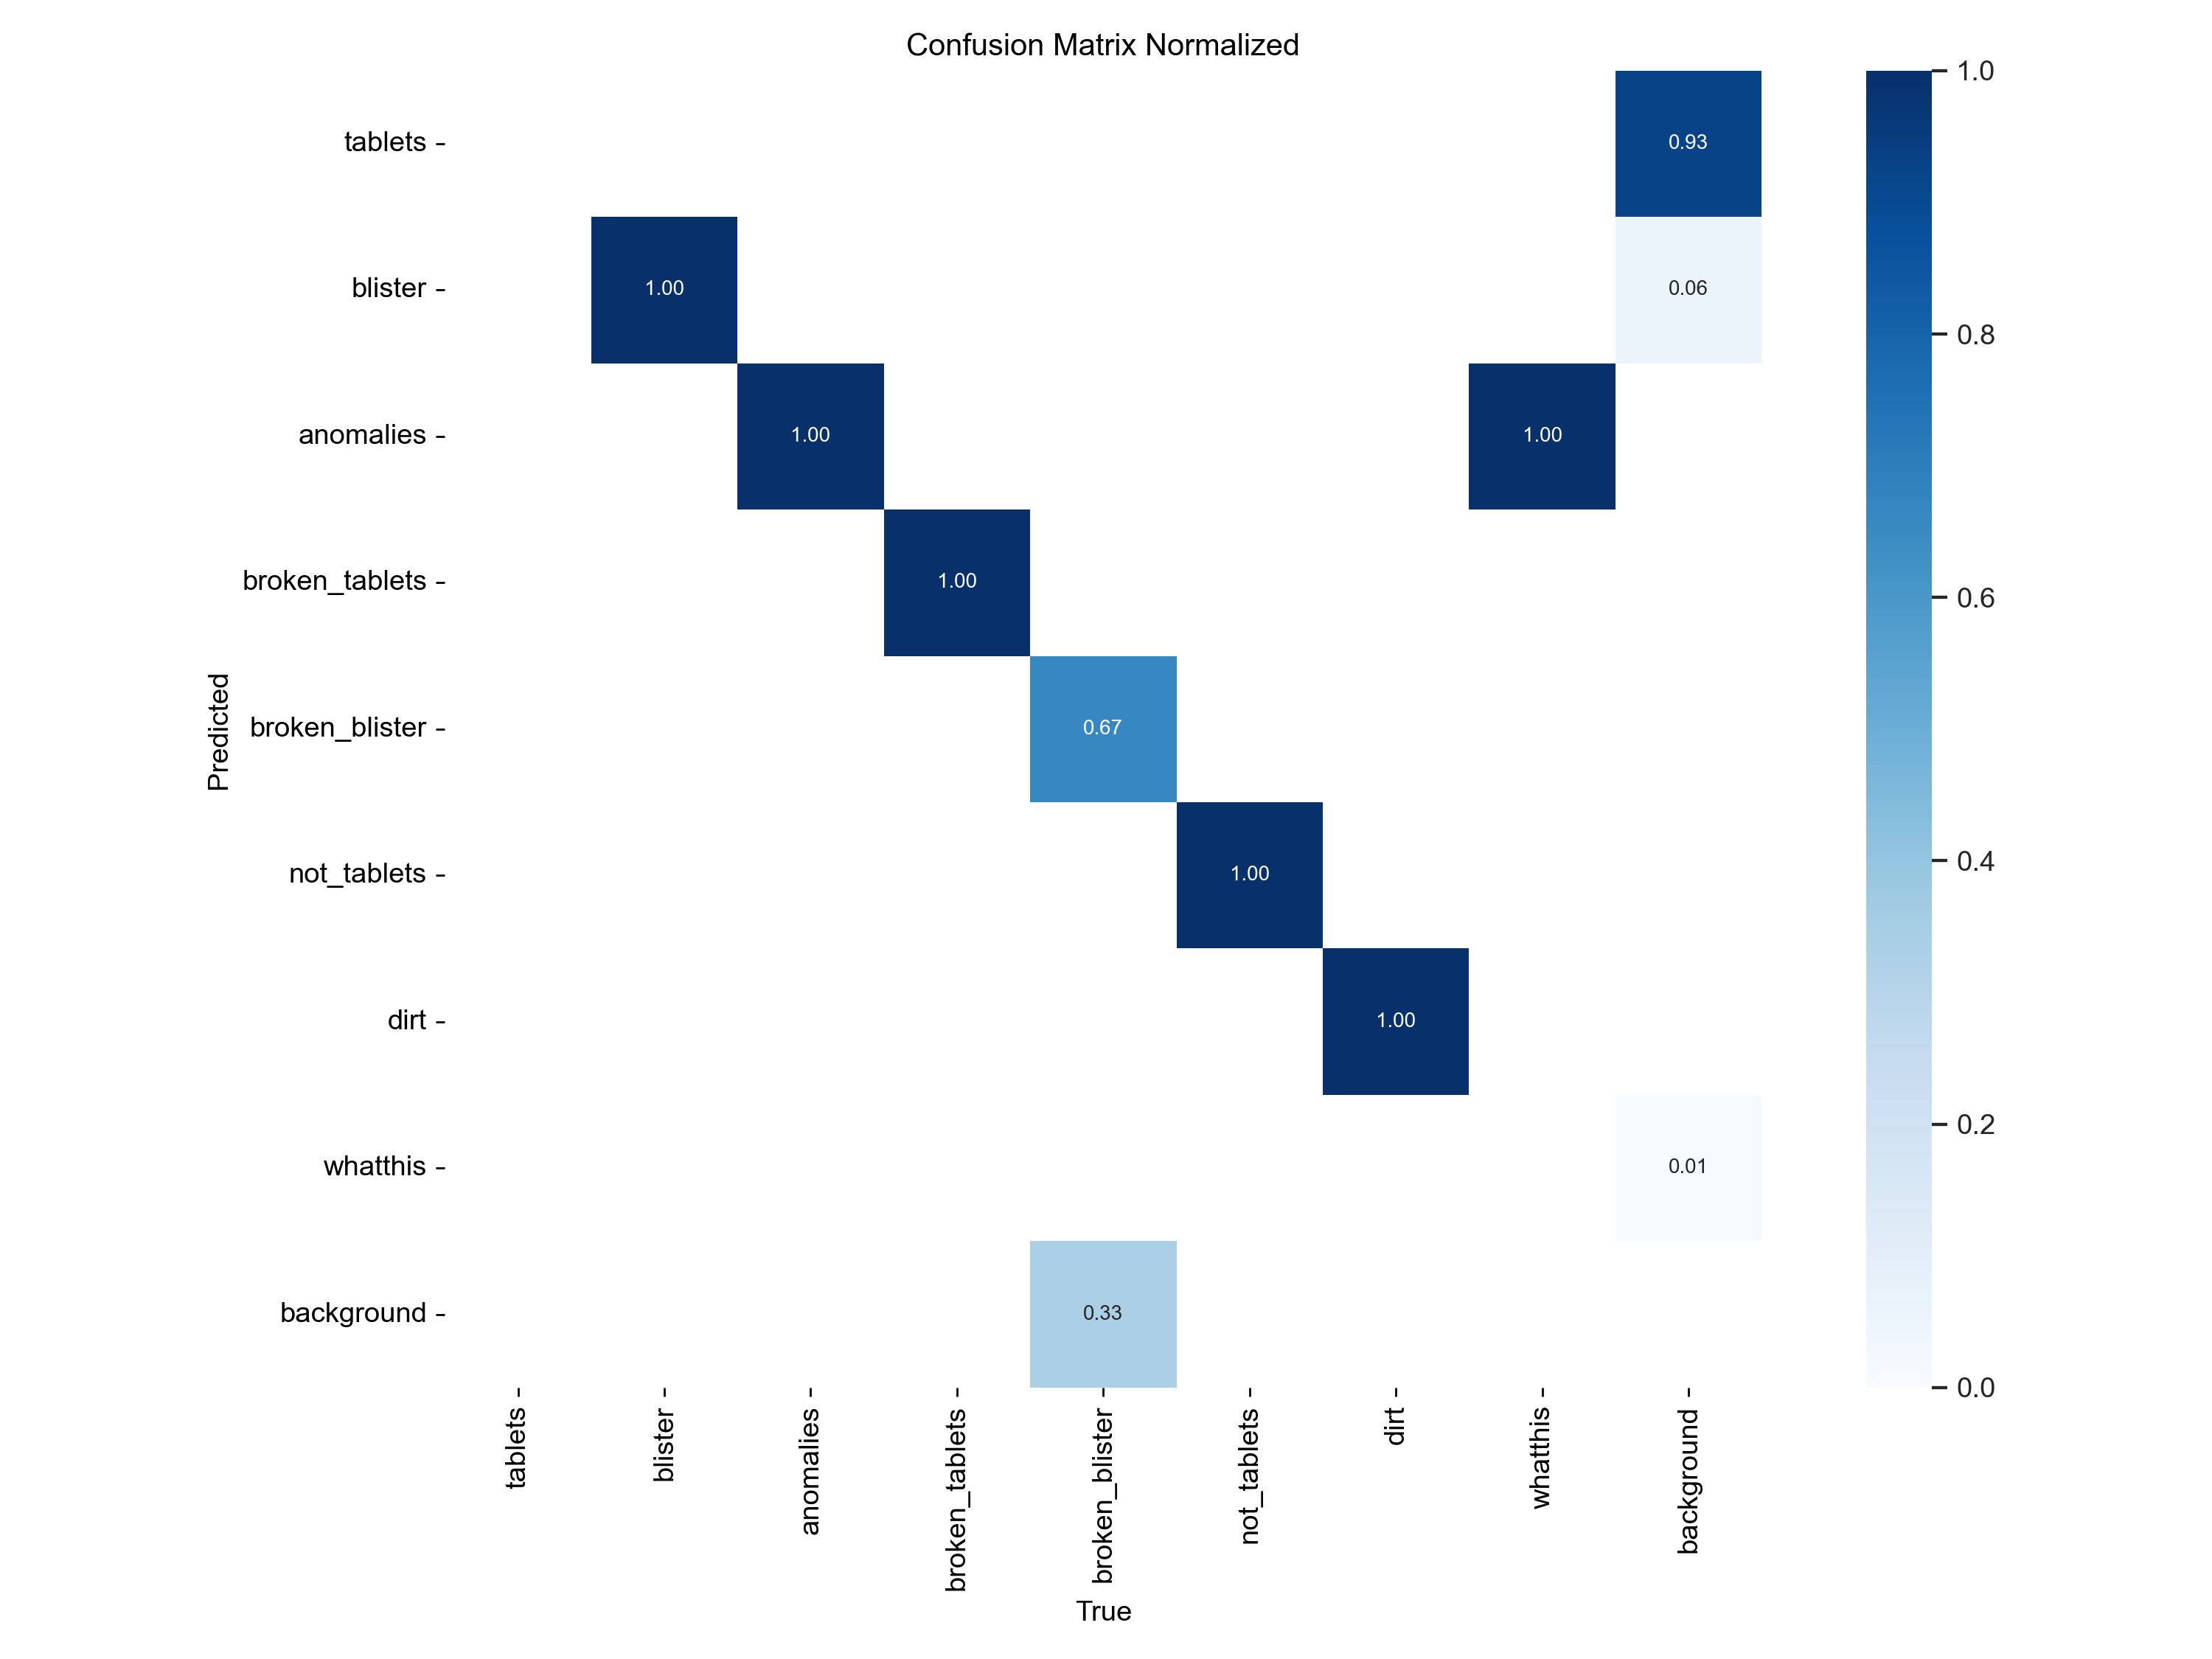 Confusion Matrix Normalized
tablets
0.93
1.0
blister
1.00
0.06
0.8
anomalies
1.00
1.00
broken_tablets
1.00
0.6
Predicted
broken_blister
0.67
not_tablets
1.00
0.4
dirt
1.00
whatthis
0.01
0.2
background
0.33
0.0
tablets
blister
anomalies
broken_tablets
broken_blister
not_tablets
dirt
whatthis
background
True